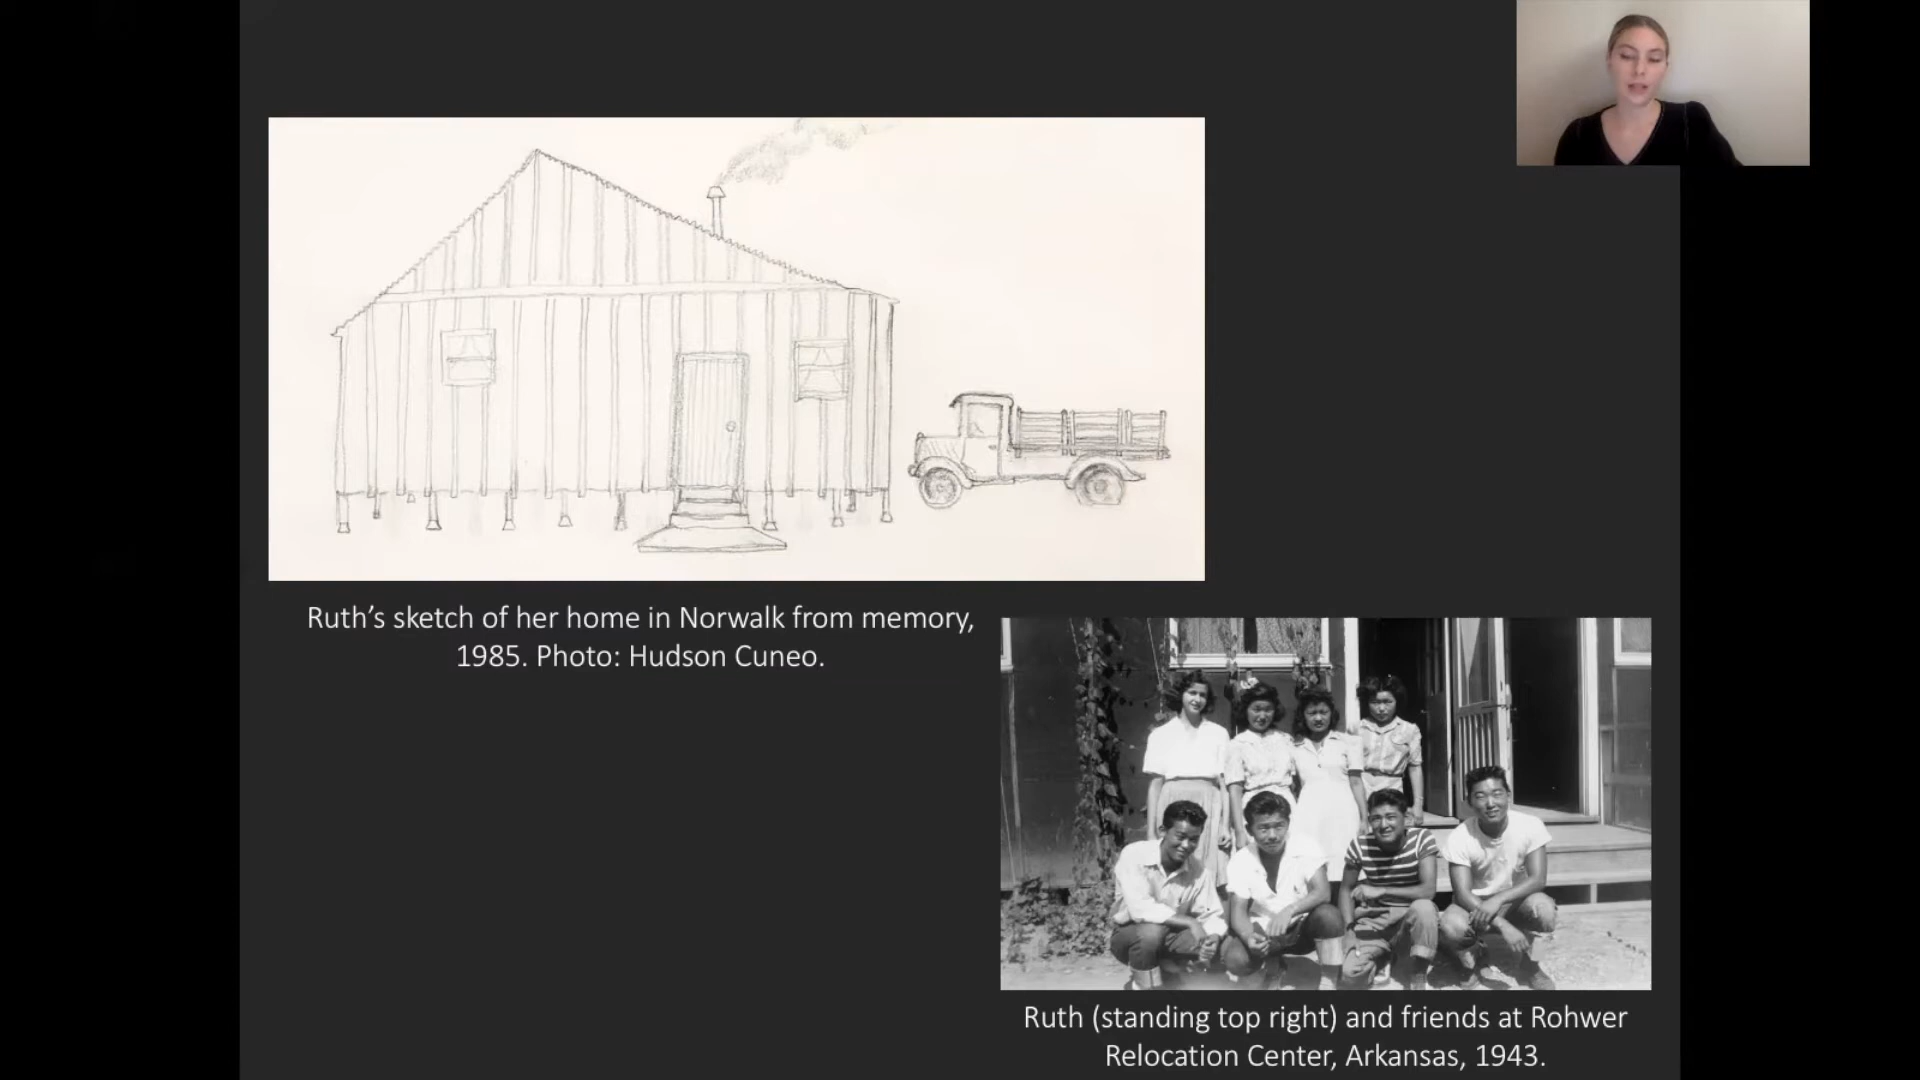 Ruth’s sketch of her home in Norwalk from memory,
1985. Photo: Hudson Cuneo.
Ruth (standing top right) and friends at Rohwer
Relocation Center, Arkansas, 1943.